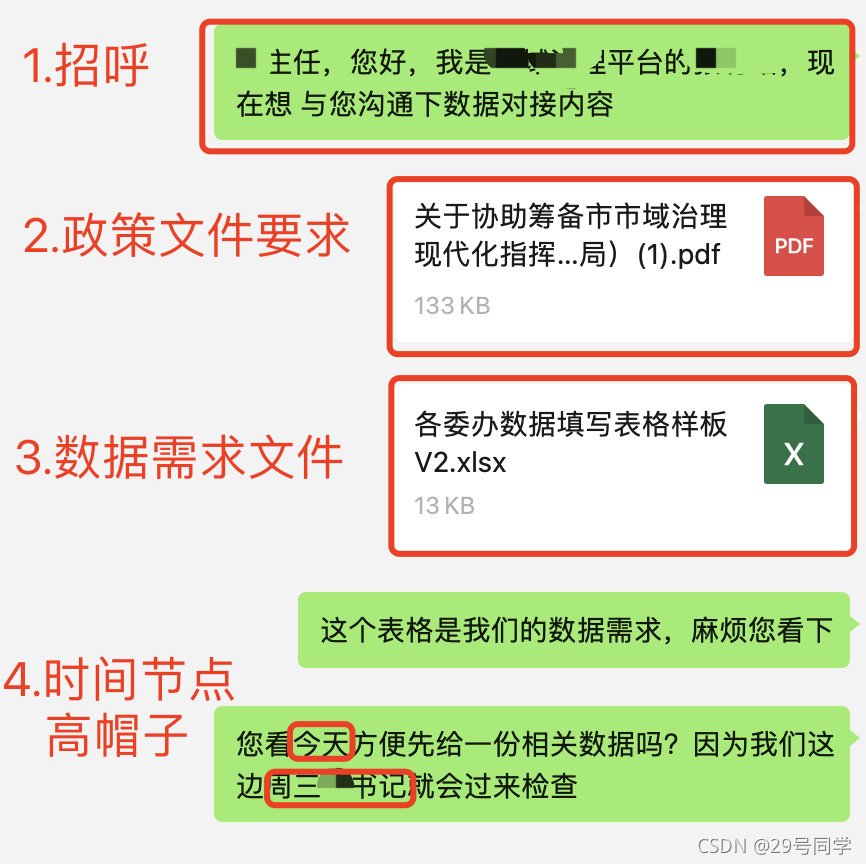 1.招呼
主任，您好，我是 平台的 ，现
在想 与您沟通下数据对接内容
2.政策文件要求
关于协助筹备市市域治理
现代化指挥...局）(1).pdf
PDF
133 KB
3.数据需求文件
各委办数据填写表格样板
V2.xlsx
X
13 KB
这个表格是我们的数据需求，麻烦您看下
4.时间节点
高帽子
您看今天方便先给一份相关数据吗？因为我们这
边周三 书记就会过来检查
CSDN @29号同学